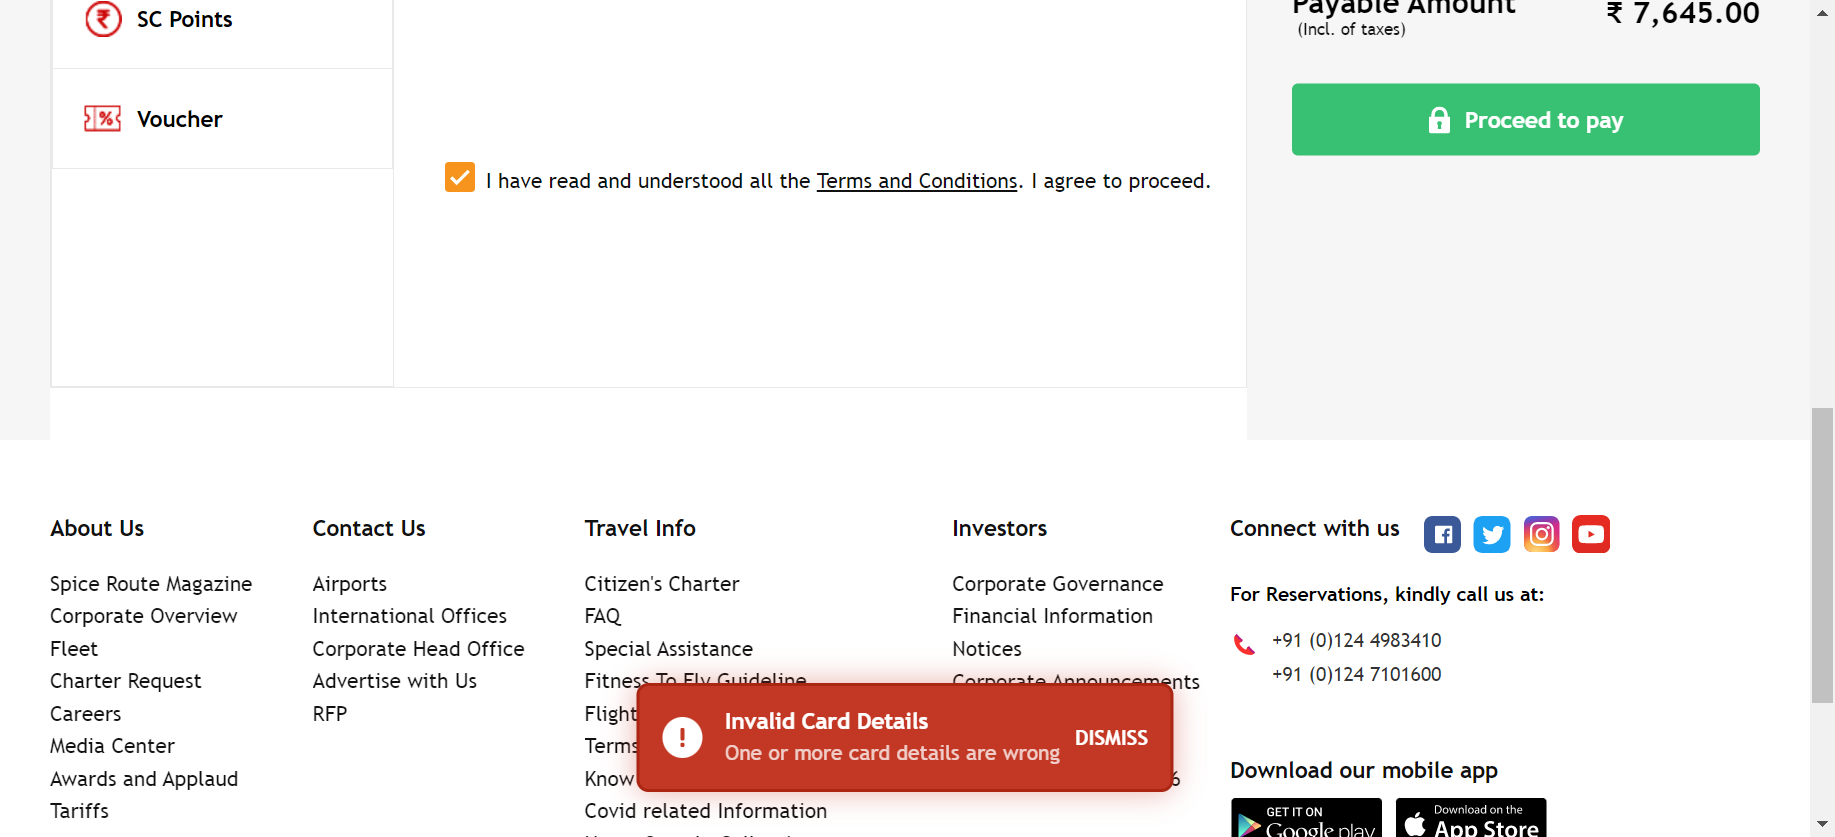 SC Points
Voucher
I have read and understood all the Terms and Conditions. I agree to proceed.
Payable Amount
₹ 7,645.00
(Incl. of taxes)
Proceed to pay
About Us
Spice Route Magazine
Corporate Overview
Fleet
Charter Request
Careers
Media Center
Awards and Applaud
Tariffs
Contact Us
Airports
International Offices
Corporate Head Office
Advertise with Us
RFP
Travel Info
Citizen's Charter
FAQ
Special Assistance
Fitness To Fly Guideline
Flight
Terms
Know
Covid related Information
Investors
Corporate Governance
Financial Information
Notices
Corporate Announcements
6
Invalid Card Details
One or more card details are wrong
DISMISS
Connect with us
For Reservations, kindly call us at:
+91 (0)124 4983410
+91 (0)124 7101600
Download our mobile app
GET IT ON
Google play
Download on the
App Store